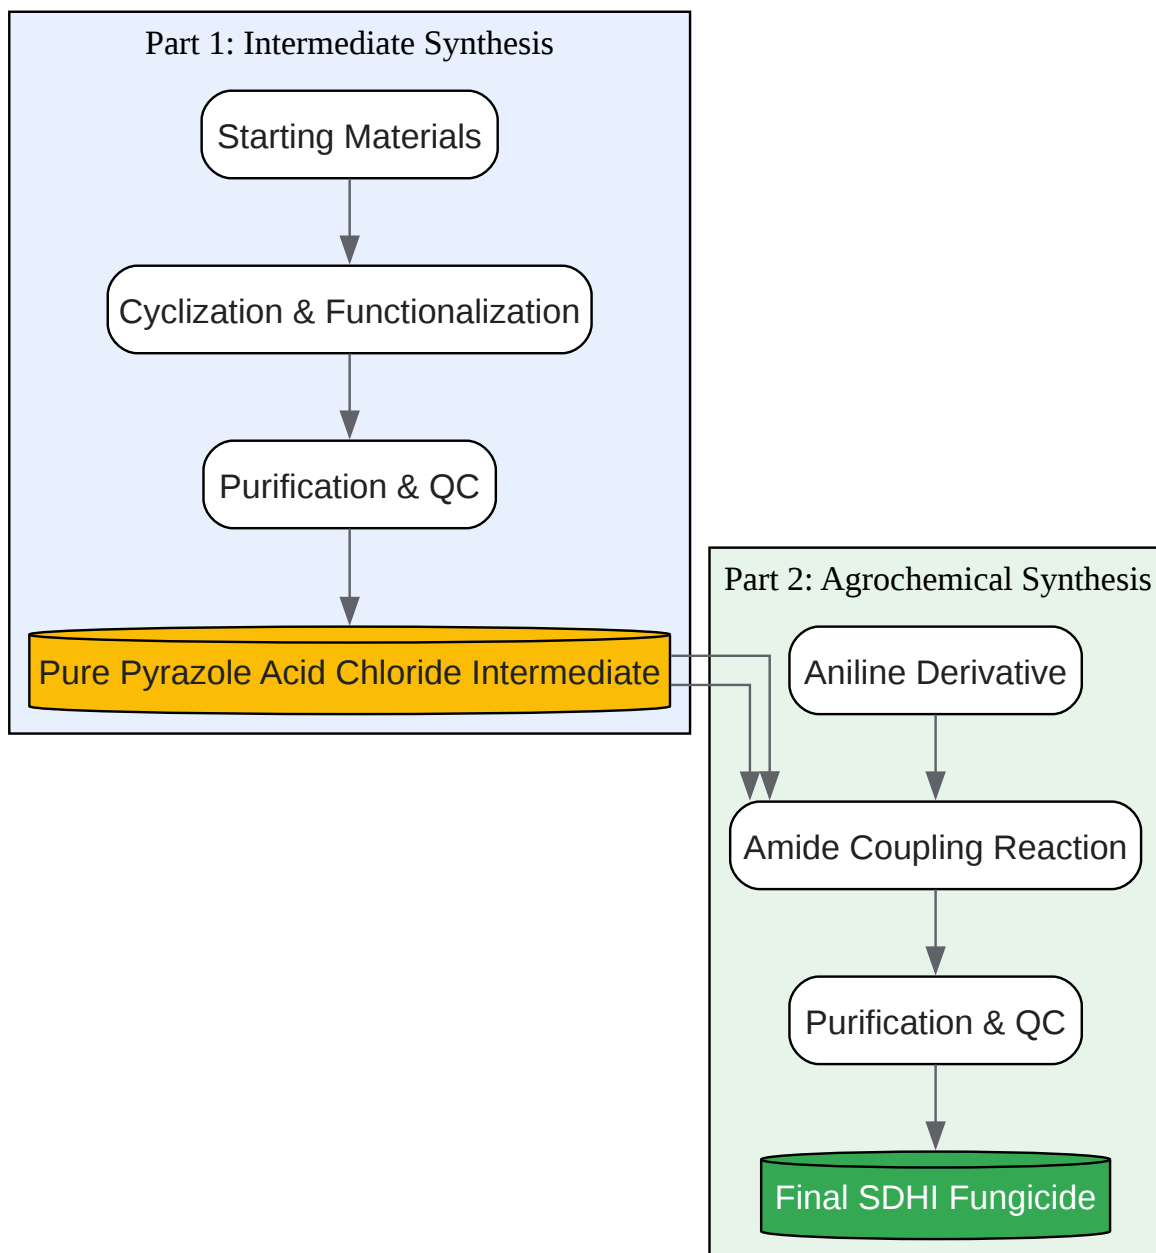 Part 1: Intermediate Synthesis
Starting Materials
Cyclization & Functionalization
Purification & QC
Pure Pyrazole Acid Chloride Intermediate
Part 2: Agrochemical Synthesis
Aniline Derivative
Amide Coupling Reaction
Purification & QC
Final SDHI Fungicide